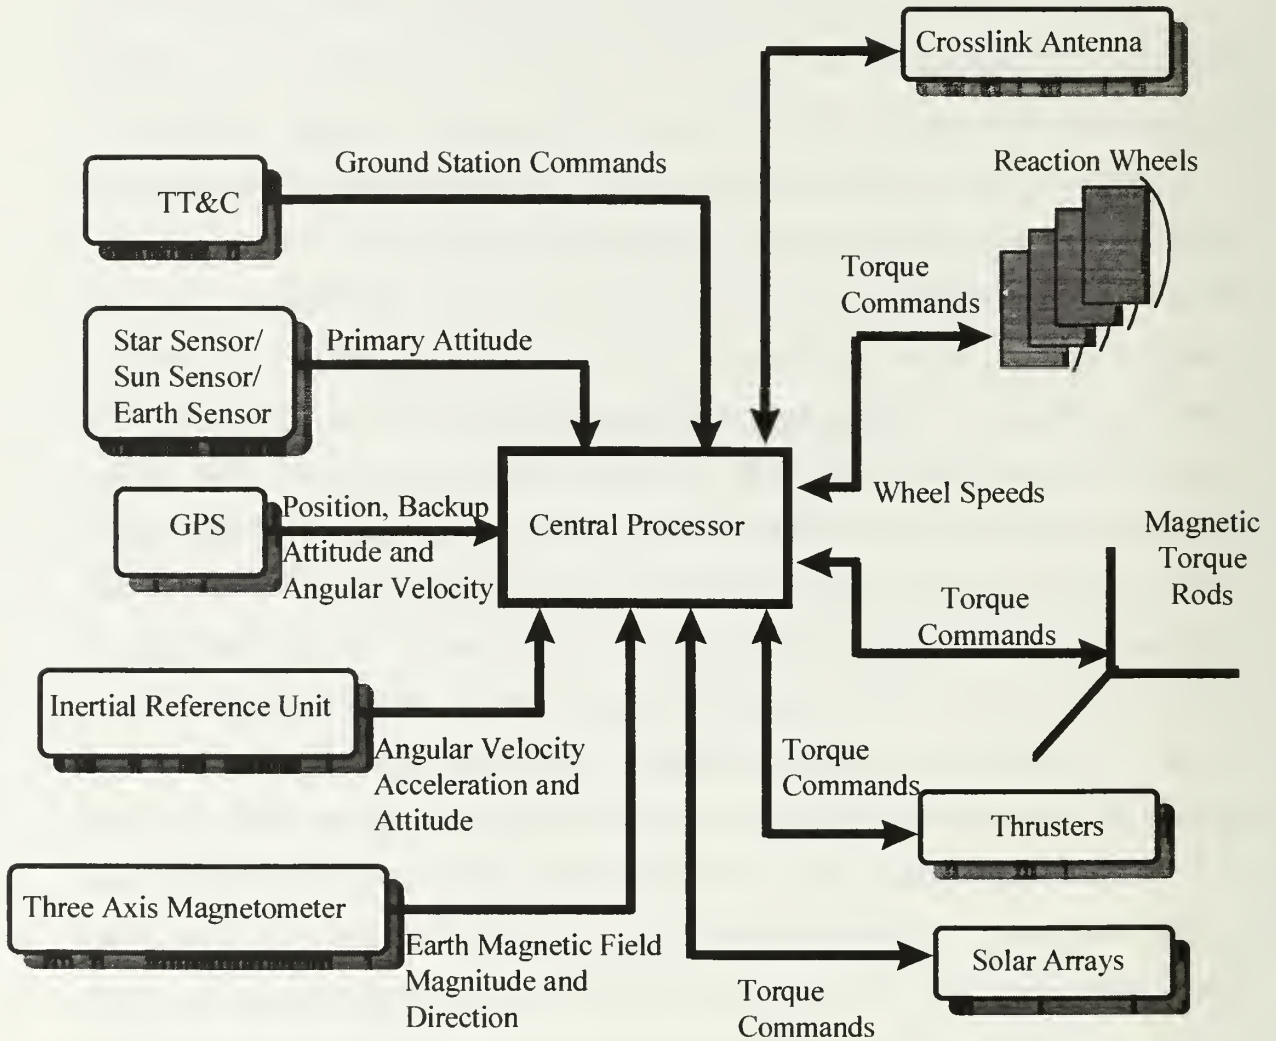 Crosslink Antenna
Ground Station Commands
TT&C
Reaction Wheels
Torque
Commands
Star Sensor/
Sun Sensor/
Earth Sensor
Primary Attitude
GPS
Position, Backup
Attitude and
Angular Velocity
Central Processor
Wheel Speeds
Magnetic
Torque
Rods
Torque
Commands
Inertial Reference Unit
Angular Velocity
Acceleration and
Attitude
Torque
Commands
Thrusters
Three Axis Magnetometer
Earth Magnetic Field
Magnitude and
Direction
Solar Arrays
Torque
Commands